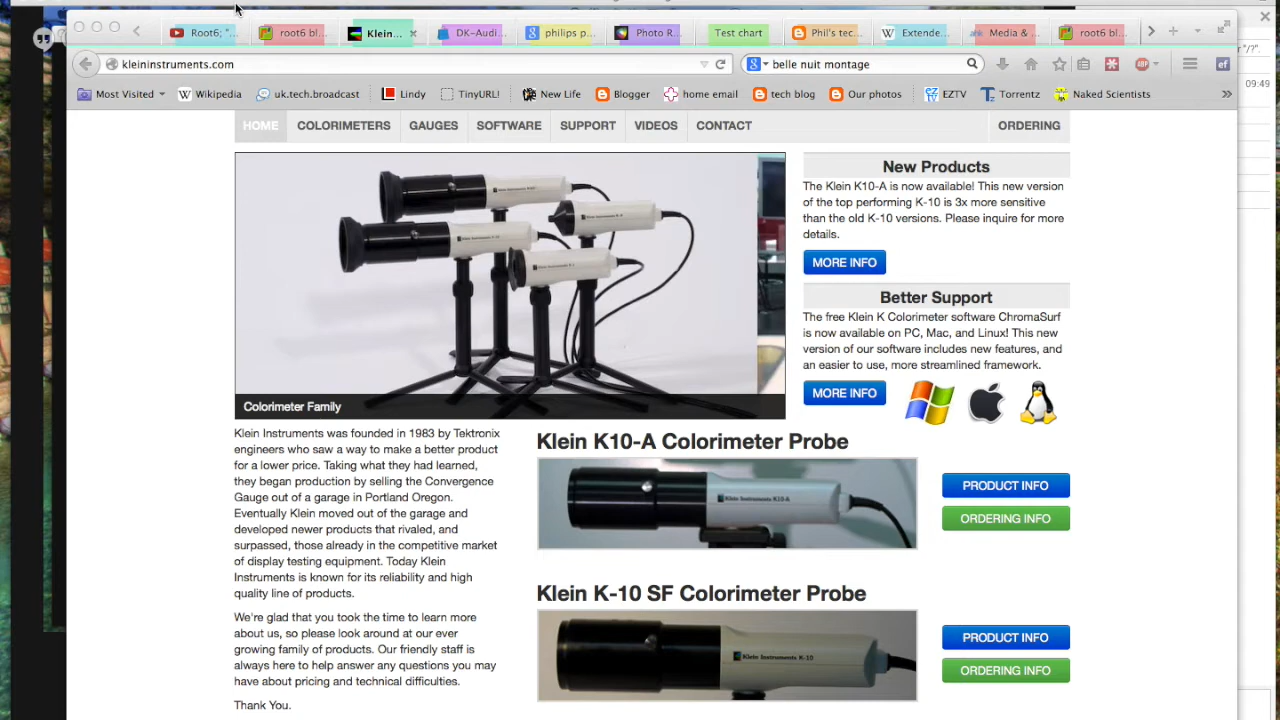 Root6; "...
root6 bl...
Klein...
DK-Audi...
philips p...
Photo R...
Test chart
Phil's tec...
Extende...
Media &...
root6 bl...
kleininstruments.com
belle nuit montage
Most Visited
Wikpedia
uk.tech.broadcast
Lindy
TinyURL!
New Life
Blogger
home email
tech blog
Our photos
EZTV
Torrentz
Naked Scientists
09:49
HOME
COLORIMETERS
GAUGES
SOFTWARE
SUPPORT
VIDEOS
CONTACT
ORDERING
Colorimeter Family
New Products
The Klein K10-A is now available! This new version
of the top performing K-10 is 3x more sensitive
than the old K-10 versions. Please inquire for more
details.
MORE INFO
Better Support
The free Klein K Colorimeter software ChromaSurf
is now available on PC, Mac, and Linux! This new
version of our software includes new features, and
an easier to use, more streamlined framework.
MORE INFO
Klein Instruments was founded in 1983 by Tektronix
engineers who saw a way to make a better product
for a lower price. Taking what they had learned,
they began production by selling the Convergence
Gauge out of a garage in Portland Oregon.
Eventually Klein moved out of the garage and
developed newer products that rivaled, and
surpassed, those already in the competitive market
of display testing equipment. Today Klein
Instruments is known for its reliability and high
quality line of products.
We're glad that you took the time to learn more
about us, so please look around at our ever
growing family of products. Our friendly staff is
always here to help answer any questions you may
have about pricing and technical difficulties.
Thank You.
Klein K10-A Colorimeter Probe
Klein Instruments K10-A
PRODUCT INFO
ORDERING INFO
Klein K-10 SF Colorimeter Probe
Klein Instruments K-10
PRODUCT INFO
ORDERING INFO